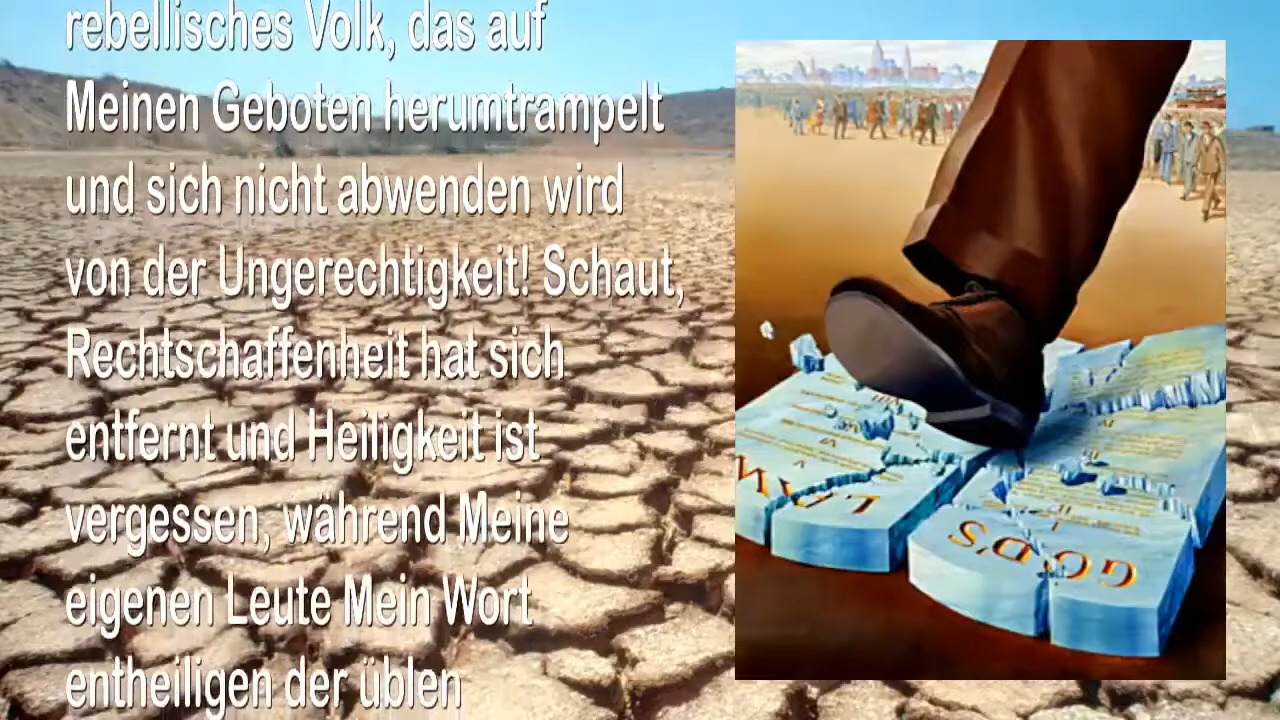 rebellisches Volk, das auf
Meinen Geboten herumtrampelt
und sich nicht abwenden wird
von der Ungerechtigkeit! Schaut,
Rechtschaffenheit hat sich
entfernt und Heiligkeit ist
vergessen, während Meine
eigenen Leute Mein Wort
entheiligen der üblen
GOD'S
LAW